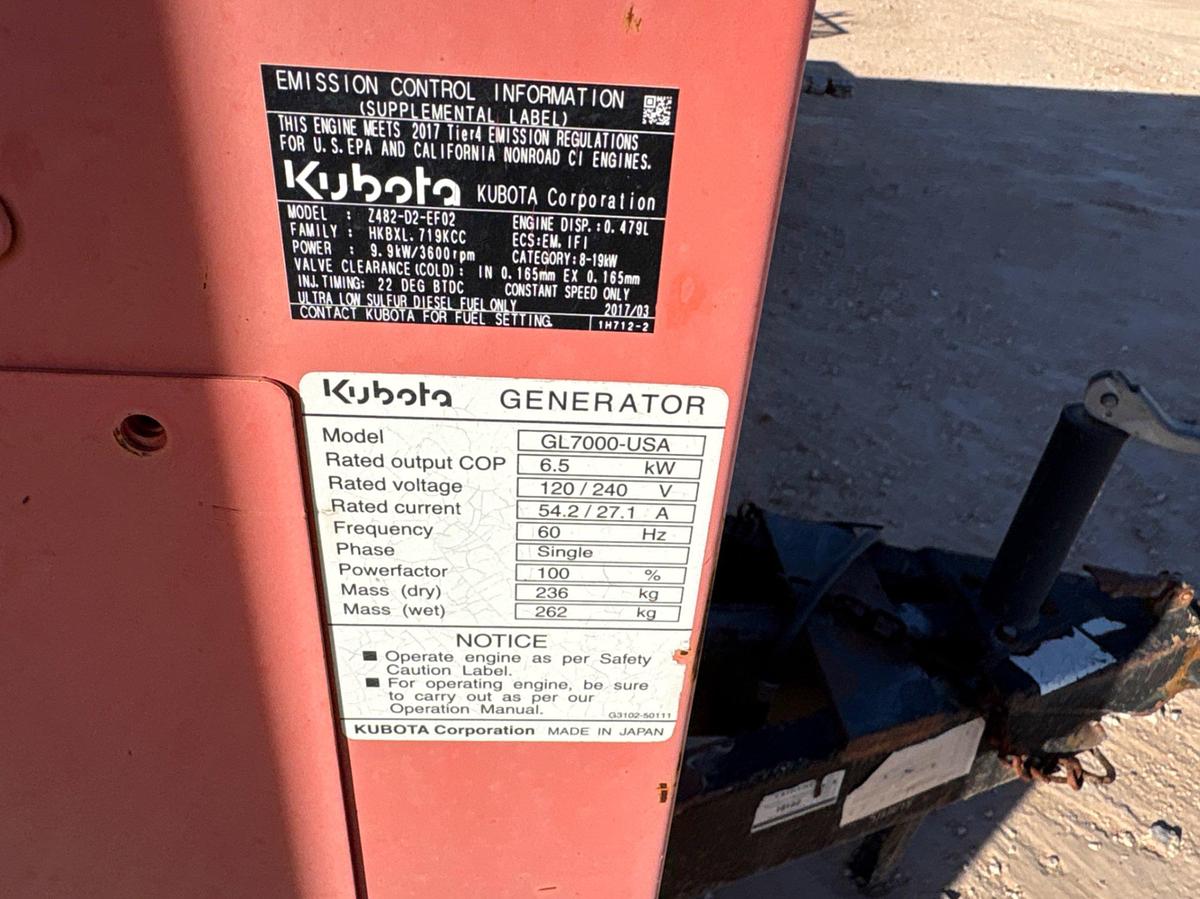 EMISSION CONTROL INFORMATION
(SUPPLEMENTAL LABEL)
THIS ENGINE MEETS 2017 Tier4 EMISSION REGULATIONS
FOR U.S.EPA AND CALIFORNIA NONROAD CI ENGINES.
Kubota KUBOTA Corporation
MODEL : Z482-D2-EF02 ENGINE DISP.:0.479L
FAMILY : HKBXL.719KCC ECS:EM,IFI
POWER : 9.9kW/3600rpm CATEGORY:8-19kW
VALVE CLEARANCE(COLD): IN 0.165mm EX 0.165mm
INJ.TIMING: 22 DEG BTDC CONSTANT SPEED ONLY
ULTRA LOW SULFUR DIESEL FUEL ONLY 2017/03
CONTACT KUBOTA FOR FUEL SETTING. 1H712-2
Kubota GENERATOR
Model GL7000-USA
Rated output COP 6.5 kW
Rated voltage 120/240 V
Rated current 54.2/27.1 A
Frequency 60 Hz
Phase Single
Powerfactor 100 %
Mass (dry) 236 kg
Mass (wet) 262 kg
NOTICE
■ Operate engine as per Safety
Caution Label.
■ For operating engine, be sure
to carry out as per our
Operation Manual.
G3102-50111
KUBOTA Corporation MADE IN JAPAN